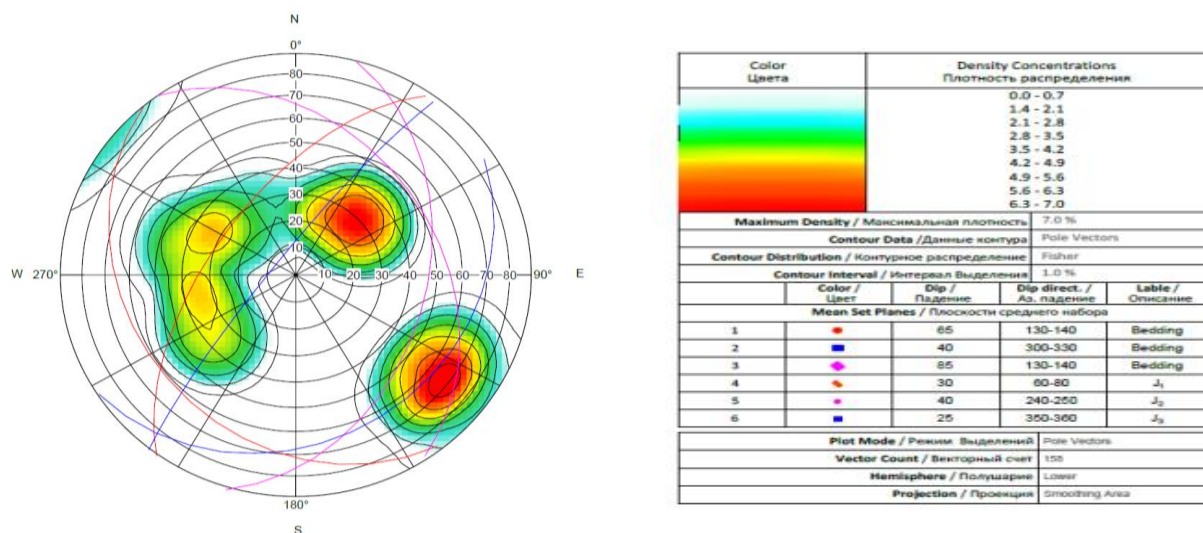 N
0°
80
70
60
50
40
30
20
10
W 270° 10 20 30 40 50 60 70 80 90° E
180°
S
Color Density Concentrations
Цвета Плотность распределения
0.0 - 0.7
1.4 - 2.1
2.1 - 2.8
2.8 - 3.5
3.5 - 4.2
4.2 - 4.9
4.9 - 5.6
5.6 - 6.3
6.3 - 7.0
Maximum Density / Максимальная плотность 7.0 %
Contour Data /Данные контура Pole Vectors
Contour Distribution / Контурное распределение Fisher
Contour Interval / Интервал Выделения 1.0 %
Color / Dip / Dip direct. / Lable /
Цвет Падение Аз. падение Описание
Mean Set Planes / Плоскости среднего набора
1 65 130-140 Bedding
2 40 300-330 Bedding
3 85 130-140 Bedding
4 30 60-80 J₁
5 40 240-250 J₂
6 25 350-360 J₃
Plot Mode / Режим Выделений Pole Vectors
Vector Count / Векторный счет 158
Hemisphere / Полушарие Lower
Projection / Проекция Smoothing Area